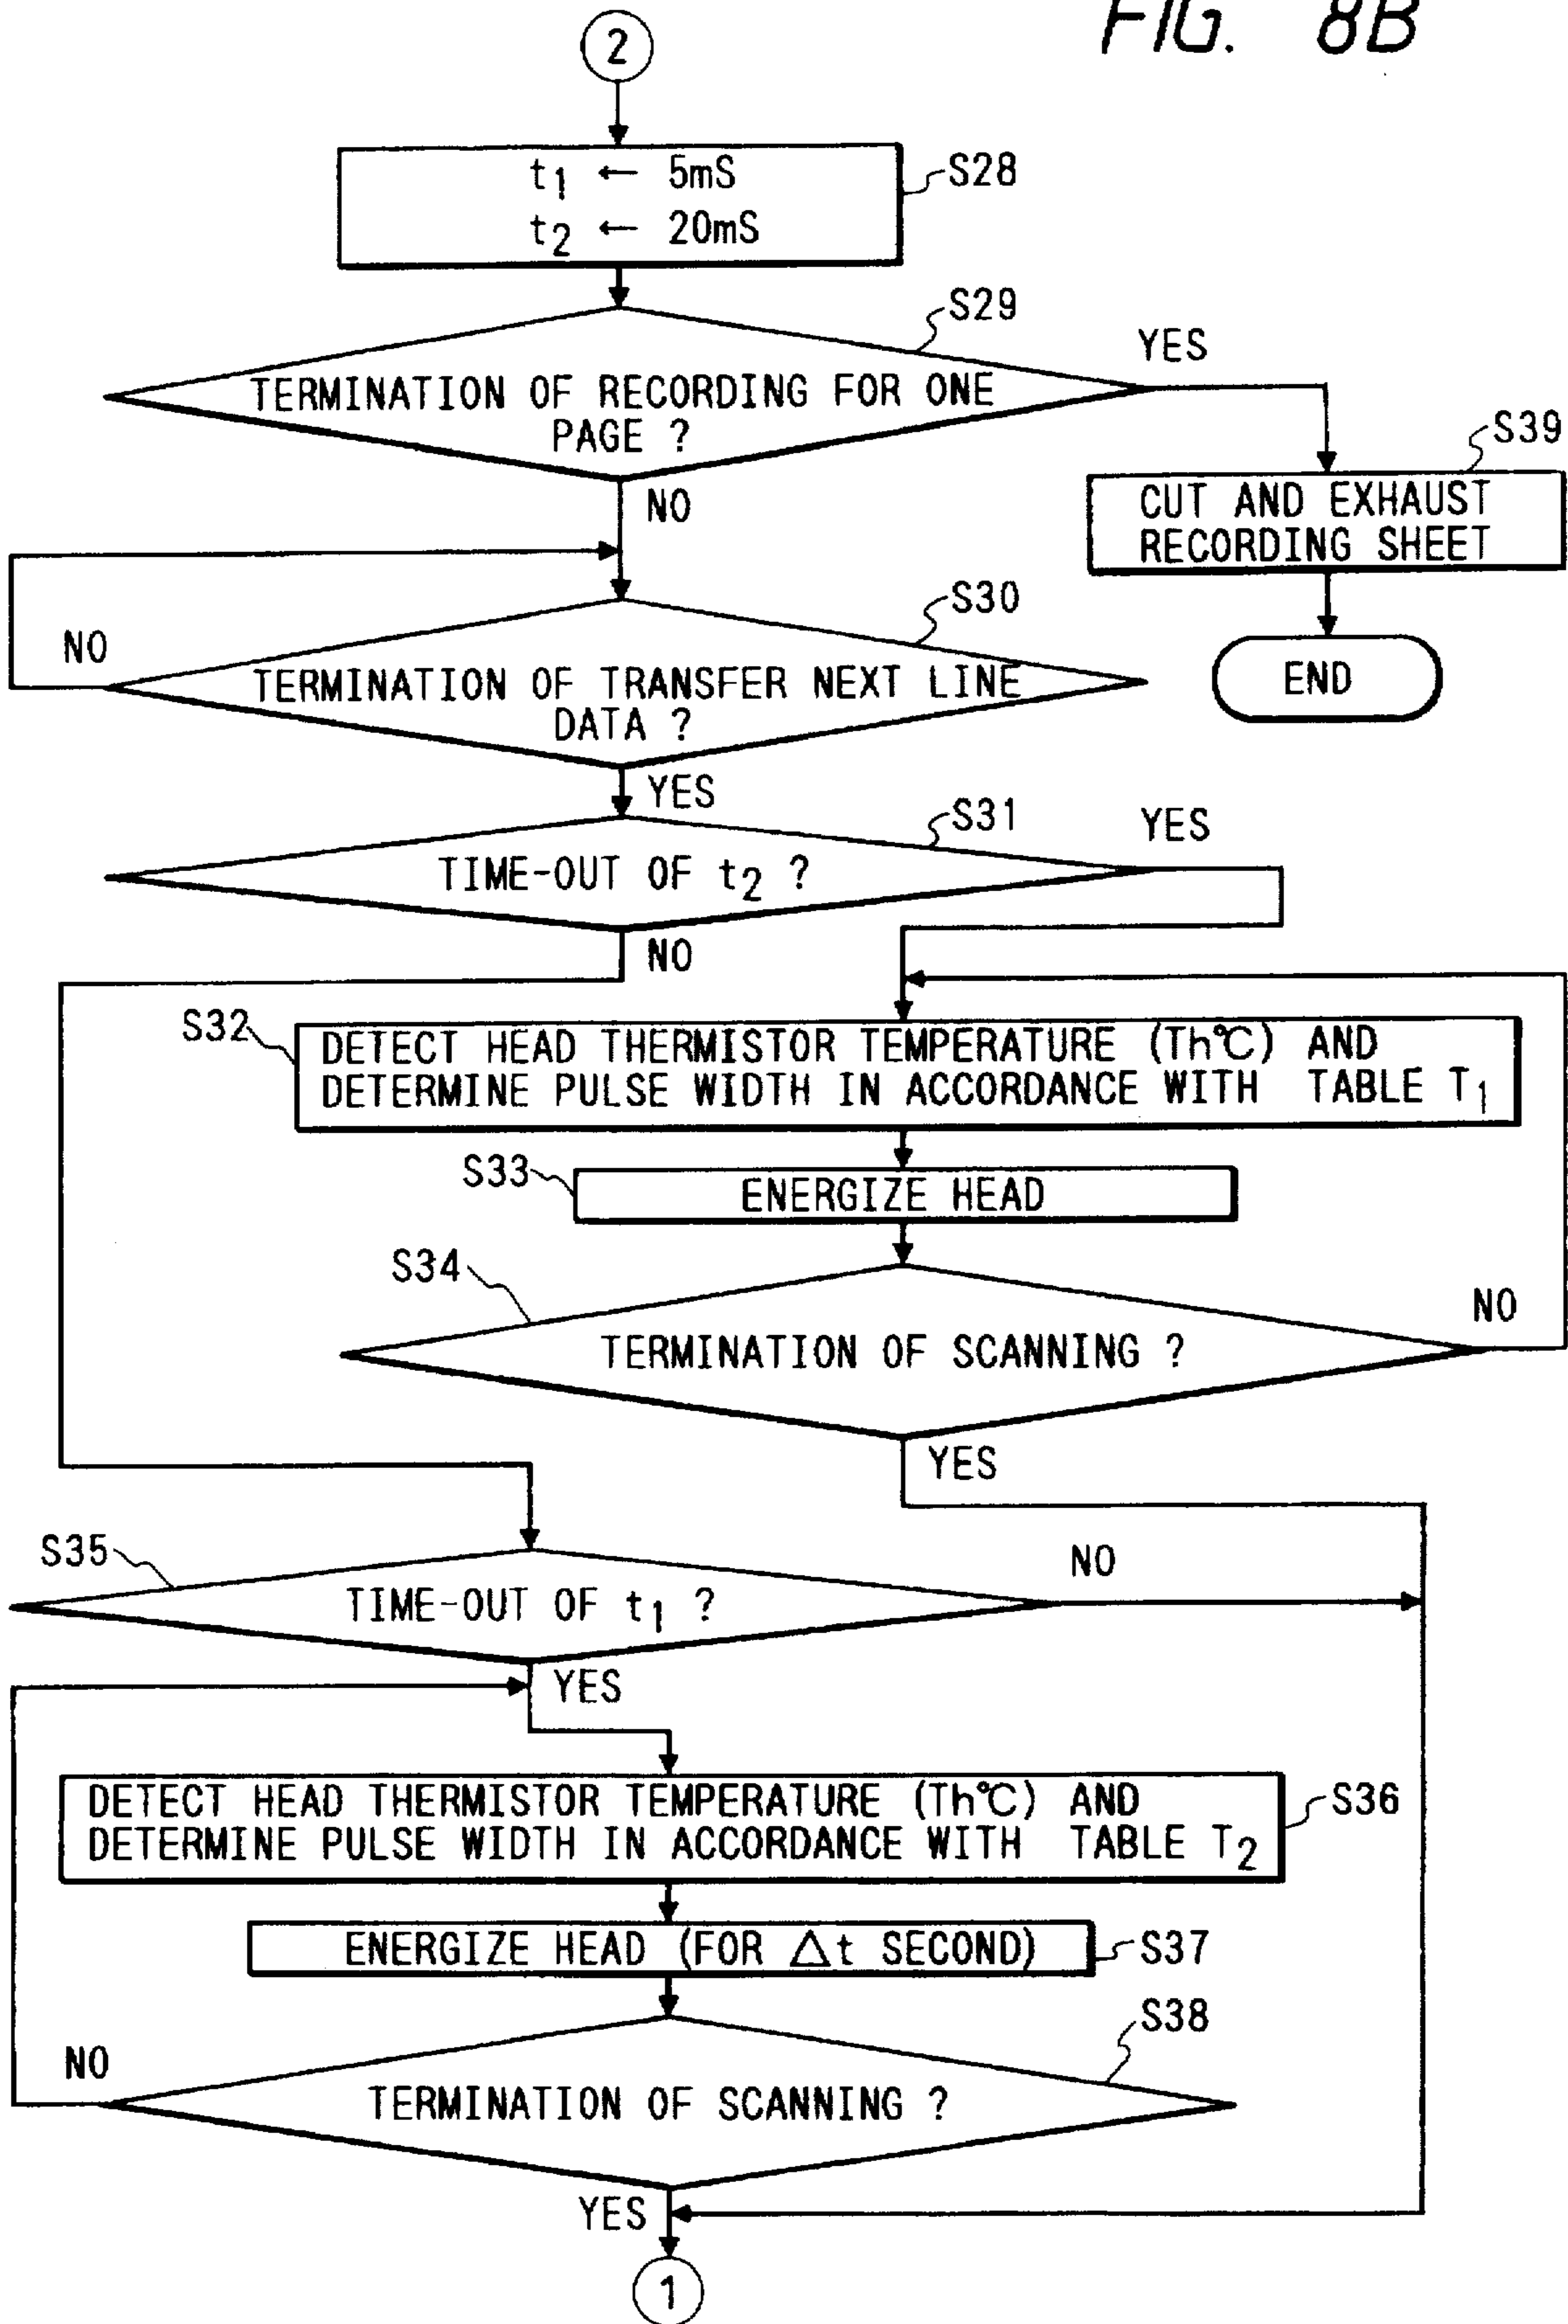 FIG. 8B
2
t1 ← 5mS
t2 ← 20mS
S28
S29
YES
TERMINATION OF RECORDING FOR ONE
PAGE ?
S39
NO
CUT AND EXHAUST
RECORDING SHEET
S30
NO
TERMINATION OF TRANSFER NEXT LINE
DATA ?
END
YES
S31
YES
TIME-OUT OF t2 ?
NO
S32
DETECT HEAD THERMISTOR TEMPERATURE (Th℃) AND
DETERMINE PULSE WIDTH IN ACCORDANCE WITH TABLE T1
S33
ENERGIZE HEAD
S34
NO
TERMINATION OF SCANNING ?
YES
S35
NO
TIME-OUT OF t1 ?
YES
DETECT HEAD THERMISTOR TEMPERATURE (Th℃) AND
DETERMINE PULSE WIDTH IN ACCORDANCE WITH TABLE T2
S36
ENERGIZE HEAD (FOR △t SECOND)
S37
S38
NO
TERMINATION OF SCANNING ?
YES
1